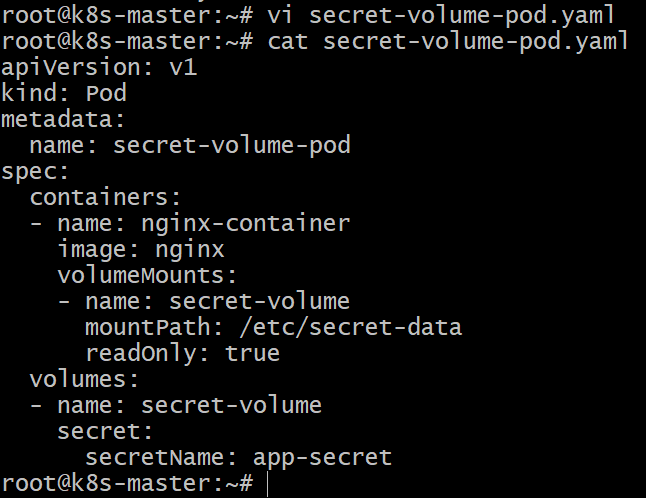 root@k8s-master:~# vi secret-volume-pod.yaml
root@k8s-master:~# cat secret-volume-pod.yaml
apiVersion: v1
kind: Pod
metadata:
  name: secret-volume-pod
spec:
  containers:
  - name: nginx-container
    image: nginx
    volumeMounts:
    - name: secret-volume
      mountPath: /etc/secret-data
      readOnly: true
  volumes:
  - name: secret-volume
    secret:
      secretName: app-secret
root@k8s-master:~#